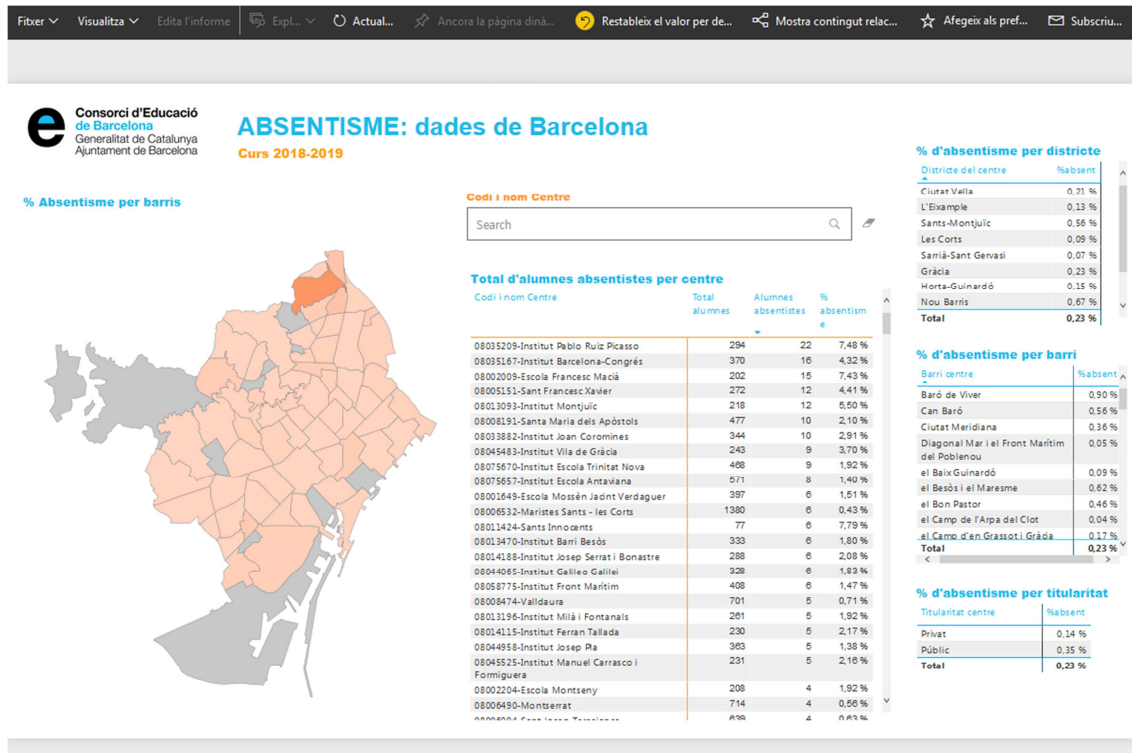 Fitxer Visualitza Edita l'informe Expl... Actual... Ancora la pàgina dinà... Restableix el valor per de... Mostra contingut relac... Afegeix als pref... Subscriu...
Consorci d'Educació
de Barcelona
Generalitat de Catalunya
Ajuntament de Barcelona
ABSENTISME: dades de Barcelona
Curs 2018-2019
% Absentisme per barris
Codi i nom Centre
Search
Total d'alumnes absentistes per centre
Codi i nom Centre Total alumnes Alumnes absentistes % absentisme
08035209-Institut Pablo Ruiz Picasso 294 22 7,48 %
08035167-Institut Barcelona-Congrés 370 16 4,32 %
08002009-Escola Francesc Macià 202 15 7,43 %
08005151-Sant Francesc Xavier 272 12 4,41 %
08013093-Institut Montjuïc 218 12 5,50 %
08008191-Santa Maria dels Apòstols 477 10 2,10 %
08033882-Institut Joan Coromines 344 10 2,91 %
08045483-Institut Vila de Gràcia 243 9 3,70 %
08075670-Institut Escola Trinitat Nova 468 9 1,92 %
08075657-Institut Escola Antaviana 571 8 1,40 %
08001649-Escola Mossèn Jacint Verdaguer 397 6 1,51 %
08006532-Maristes Sants - les Corts 1380 6 0,43 %
08011424-Sants Innocents 77 6 7,79 %
08013470-Institut Barri Besòs 333 6 1,80 %
08014188-Institut Josep Serrat i Bonastre 288 6 2,08 %
08044065-Institut Galileo Galilei 328 6 1,83 %
08058775-Institut Front Marítim 408 6 1,47 %
08008474-Valldaura 701 5 0,71 %
08013196-Institut Milà i Fontanals 261 5 1,92 %
08014115-Institut Ferran Tallada 230 5 2,17 %
08044958-Institut Josep Pla 363 5 1,38 %
08045525-Institut Manuel Carrasco i 231 5 2,16 %
Formiguera
08002204-Escola Montseny 208 4 1,92 %
08006490-Montserrat 714 4 0,56 %
639 4 0,63 %
% d'absentisme per districte
Districte del centre %absent
Ciutat Vella 0,21 %
L'Eixample 0,13 %
Sants-Montjuïc 0,56 %
Les Corts 0,09 %
Sarrià-Sant Gervasi 0,07 %
Gràcia 0,23 %
Horta-Guinardó 0,15 %
Nou Barris 0,67 %
Total 0,23 %
% d'absentisme per barri
Barri centre %absent
Baró de Viver 0,90 %
Can Baró 0,56 %
Ciutat Meridiana 0,36 %
Diagonal Mar i el Front Marítim 0,05 %
del Poblenou
el Baix Guinardó 0,09 %
el Besòs i el Maresme 0,62 %
el Bon Pastor 0,46 %
el Camp de l'Arpa del Clot 0,04 %
el Camp d'en Grassot i Gràcia 0,17 %
Total 0,23 %
% d'absentisme per titularitat
Titularitat centre %absent
Privat 0,14 %
Públic 0,35 %
Total 0,23 %